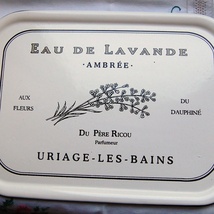 EAU DE LAVANDE
· AMBRÉE ·
AUX
FLEURS
DU
DAUPHINÉ
DU PÈRE RICOU
Parfumeur
URIAGE-LES-BAINS